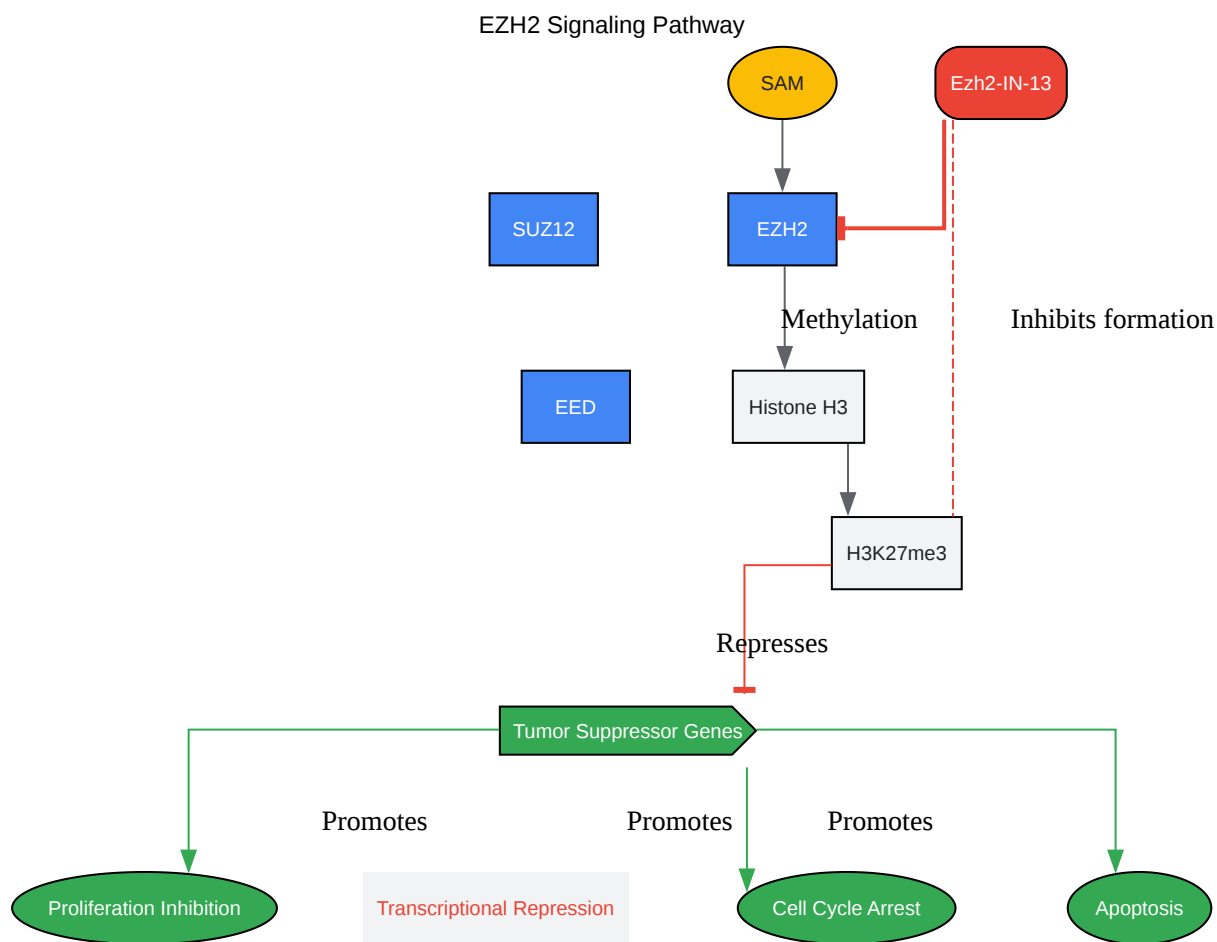 EZH2 Signaling Pathway
SAM
Ezh2-IN-13
SUZ12
EZH2
Methylation
Inhibits formation
EED
Histone H3
H3K27me3
Represses
Tumor Suppressor Genes
Promotes
Promotes
Promotes
Proliferation Inhibition
Transcriptional Repression
Cell Cycle Arrest
Apoptosis